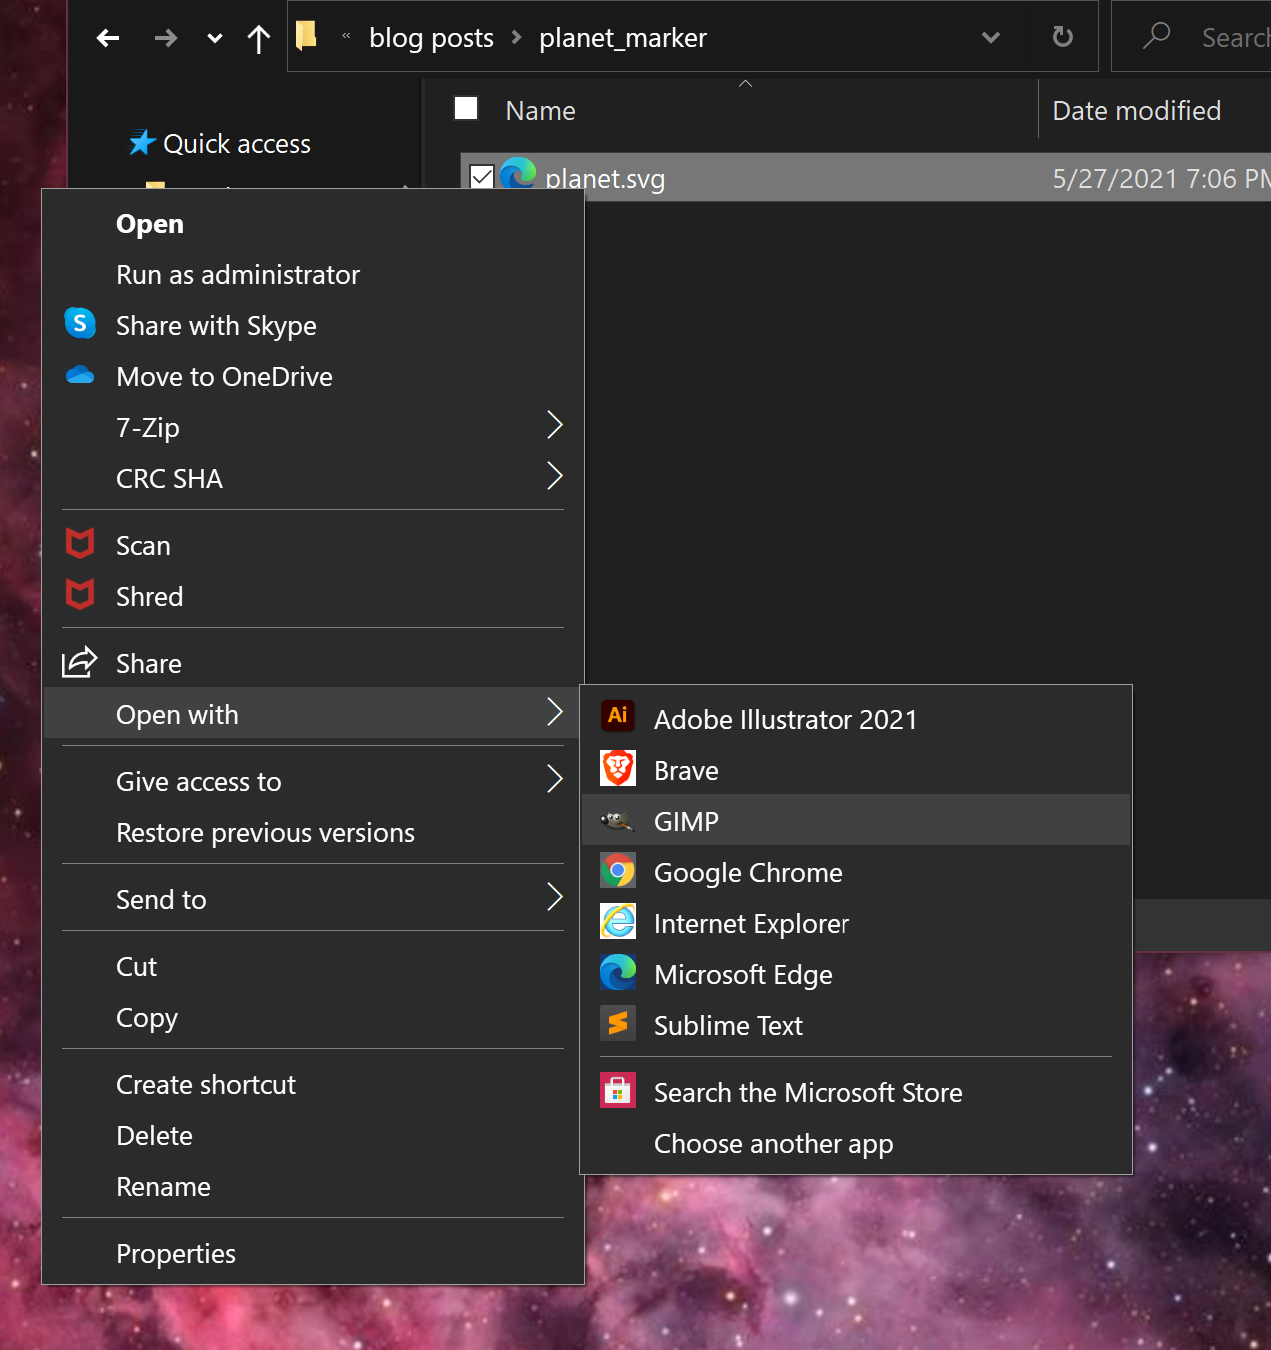 « blog posts > planet_marker
Search
Name
Date modified
Quick access
planet.svg
5/27/2021 7:06 PM
Open
Run as administrator
S Share with Skype
Move to OneDrive
7-Zip
CRC SHA
Scan
Shred
Share
Open with
Give access to
Restore previous versions
Send to
Cut
Copy
Create shortcut
Delete
Rename
Properties
Ai Adobe Illustrator 2021
Brave
GIMP
Google Chrome
Internet Explorer
Microsoft Edge
Sublime Text
Search the Microsoft Store
Choose another app